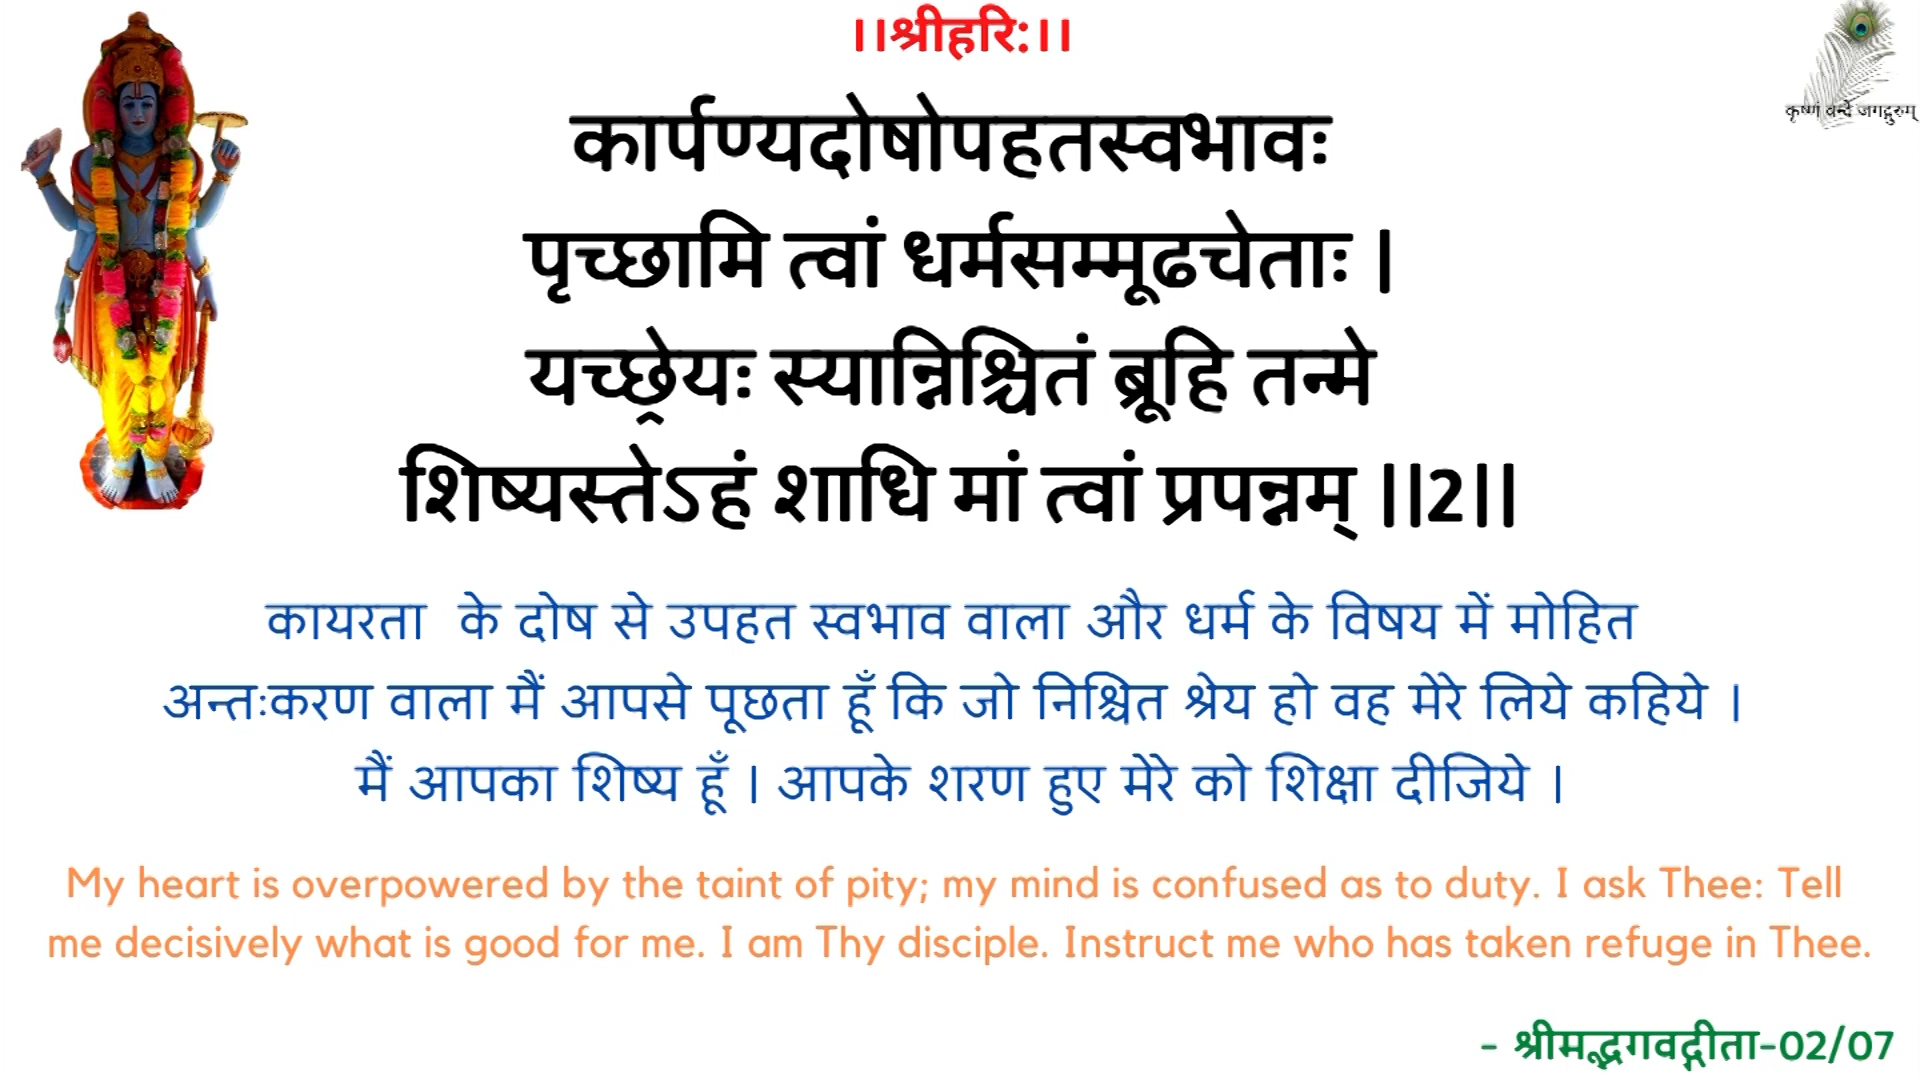 ।।श्रीहरि:।।
कृष्णं वन्दे जगद्गुरुम्
कार्पण्यदोषोपहतस्वभावः
पृच्छामि त्वां धर्मसम्मूढचेताः |
यच्छ्रेयः स्यान्निश्चितं ब्रूहि तन्मे
शिष्यस्तेऽहं शाधि मां त्वां प्रपन्नम् ||2||
कायरता के दोष से उपहत स्वभाव वाला और धर्म के विषय में मोहित
अन्तःकरण वाला मैं आपसे पूछता हूँ कि जो निश्चित श्रेय हो वह मेरे लिये कहिये ।
मैं आपका शिष्य हूँ । आपके शरण हुए मेरे को शिक्षा दीजिये ।
My heart is overpowered by the taint of pity; my mind is confused as to duty. I ask Thee: Tell
me decisively what is good for me. I am Thy disciple. Instruct me who has taken refuge in Thee.
- श्रीमद्भगवद्गीता-02/07